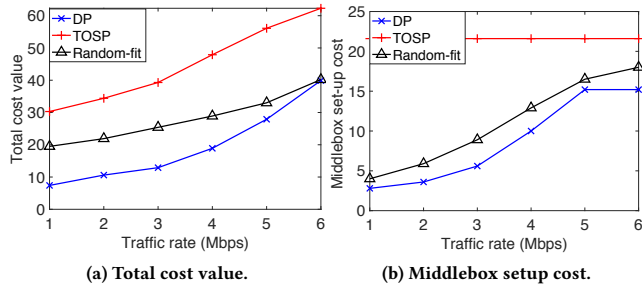 DP
TOSP
Random-fit
Total cost value
60
50
40
30
20
10
0
1 2 3 4 5 6
Traffic rate (Mbps)
(a) Total cost value.
DP
TOSP
Random-fit
Middlebox set-up cost
25
20
15
10
5
0
1 2 3 4 5 6
Traffic rate (Mbps)
(b) Middlebox setup cost.